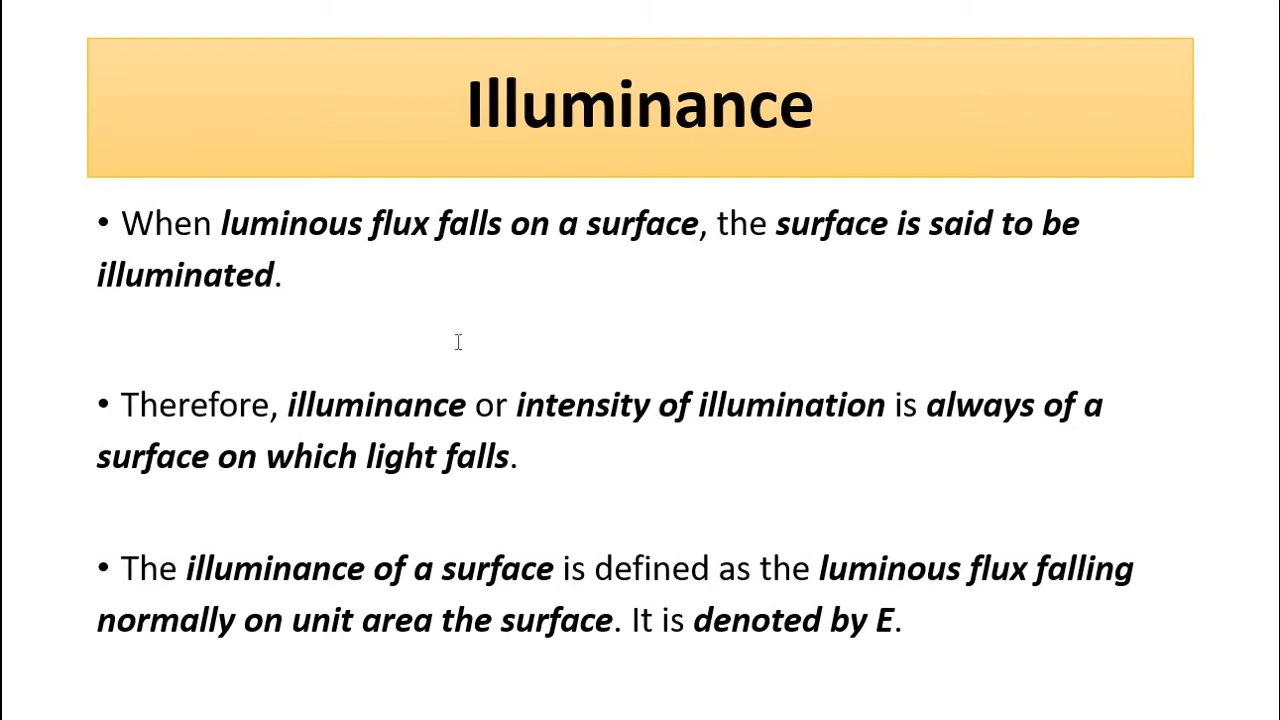 Illuminance
• When luminous flux falls on a surface, the surface is said to be
illuminated.
• Therefore, illuminance or intensity of illumination is always of a
surface on which light falls.
• The illuminance of a surface is defined as the luminous flux falling
normally on unit area the surface. It is denoted by E.